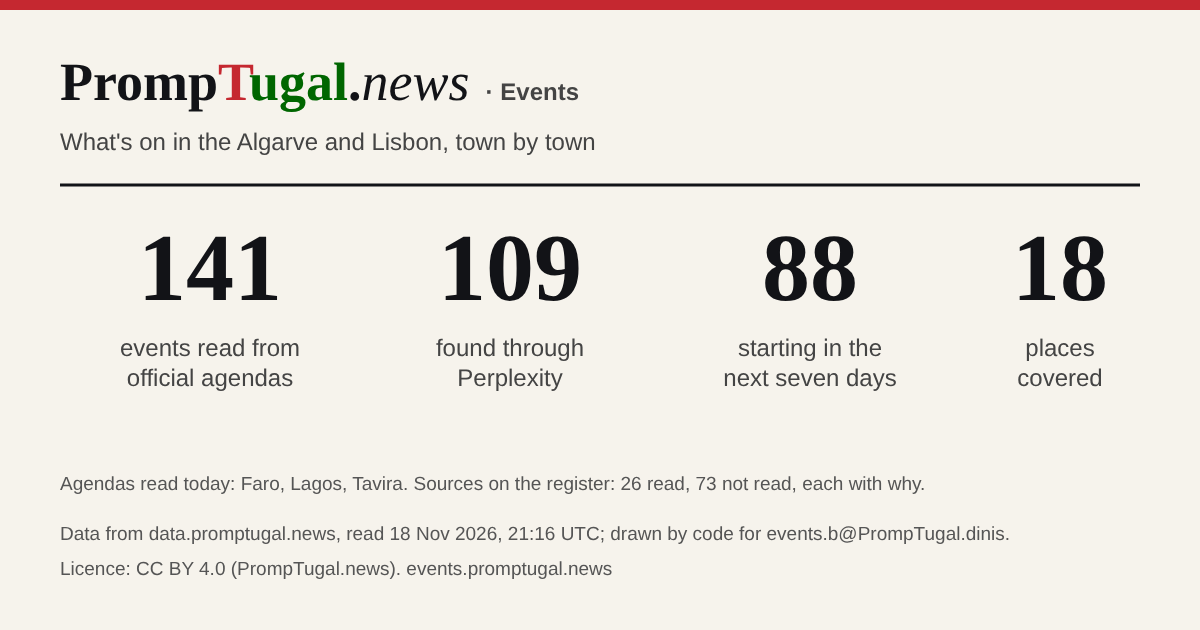 PrompTugal.news · Events
What's on in the Algarve and Lisbon, town by town
141 109 88 18
events read from found through starting in the places
official agendas Perplexity next seven days covered
Agendas read today: Faro, Lagos, Tavira. Sources on the register: 26 read, 73 not read, each with why.
Data from data.promptugal.news, read 18 Nov 2026, 21:16 UTC; drawn by code for events.b@PrompTugal.dinis.
Licence: CC BY 4.0 (PrompTugal.news). events.promptugal.news